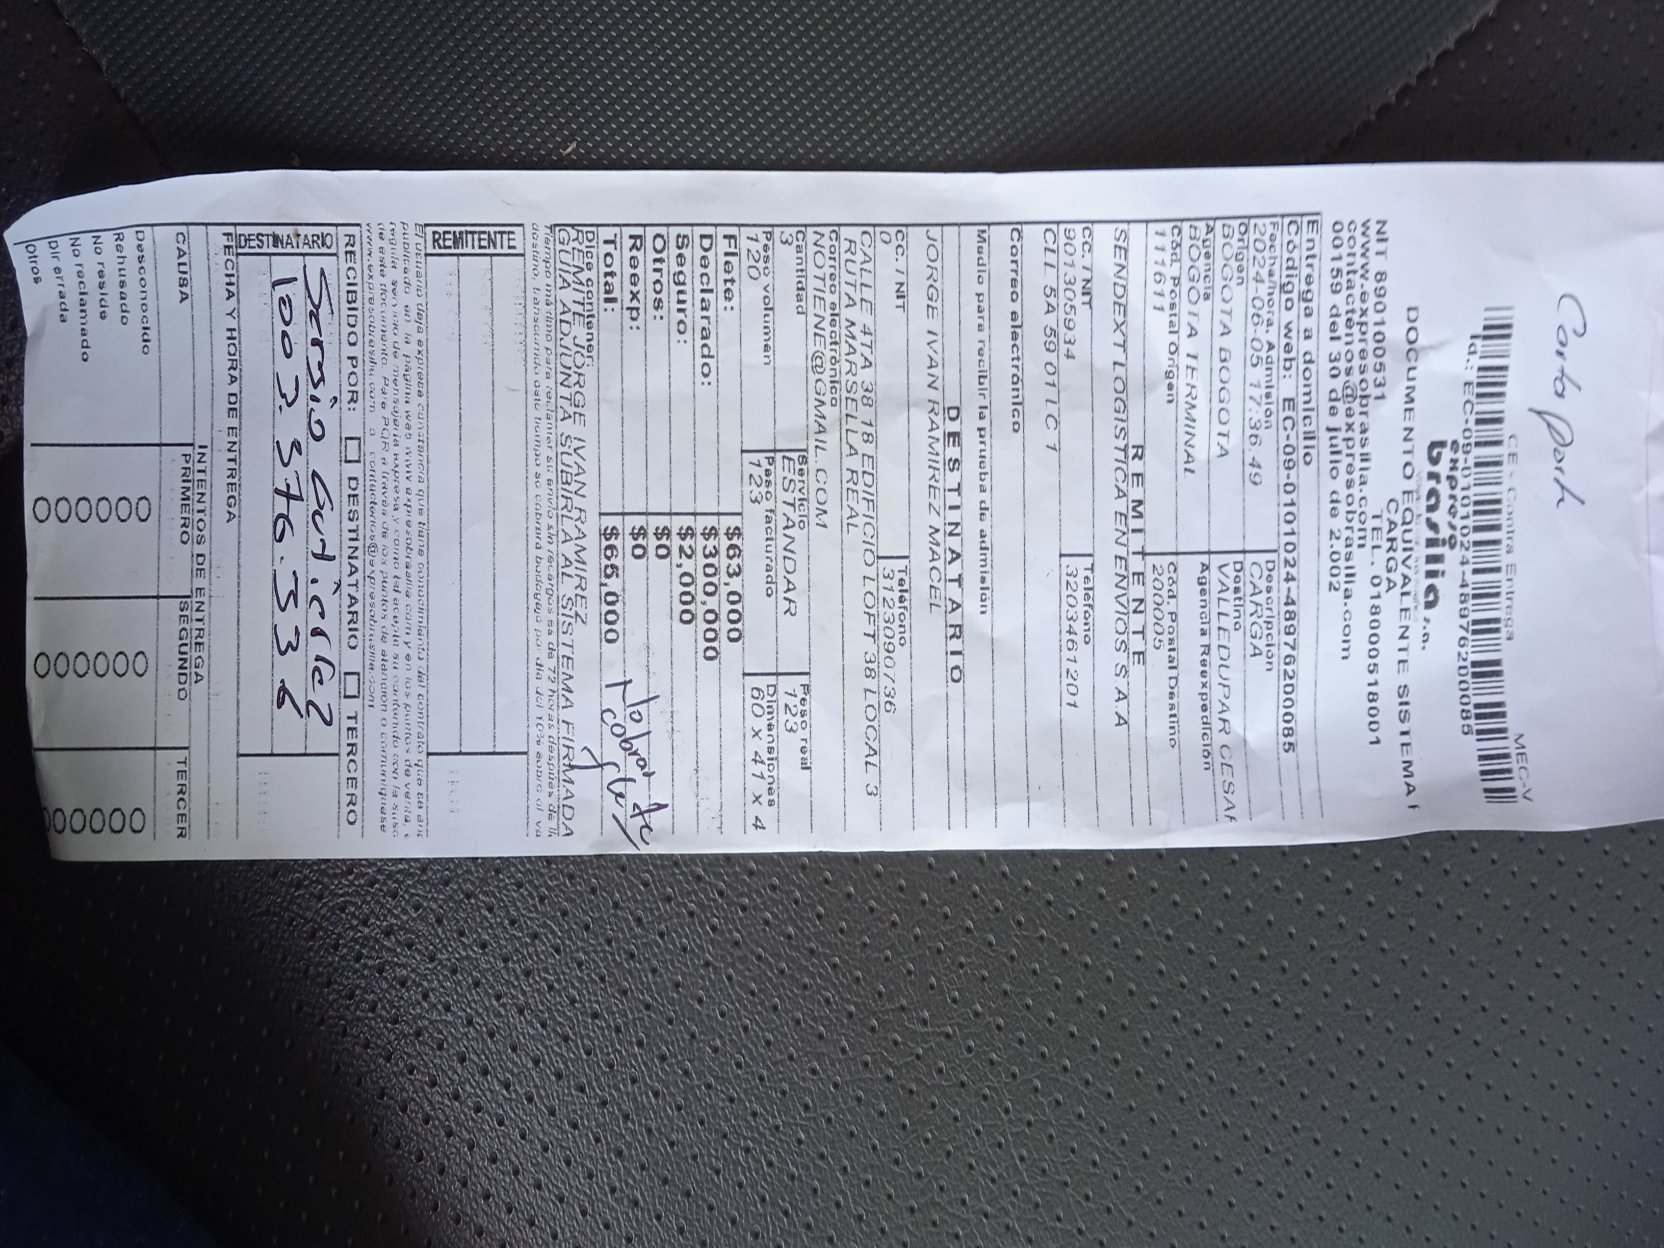 Corto parh
CE - Contra Entrega
MEC-V
Id.: EC-09-0101024-4897620085
expreso
brasilia s.a.
DOCUMENTO EQUIVALENTE SISTEMA
CARGA
NIT 890100531 TEL. 018000518001
www.expresobrasilia.com
contactenos@expresobrasilia.com
00159 del 30 de julio de 2.002
Entrega a domicilio
Código web: EC-09-0101024-4897620085
Fecha/hora, Admisión Descripción
2024-06-05 17:36:49 CARGA
Origen Destino
BOGOTA BOGOTA VALLEDUPAR CESAR
Agencia Agencia Reexpedición
BOGOTA TERMINAL
Cód. Postal Origen Cód. Postal Destino
111611 200005
REMITENTE
SENDEXT LOGISTICA EN ENVIOS S.A.A
CC. / NIT Teléfono
901305934 3203461201
CLL 5A 59 01 LC 1
Correo electrónico
Medio para recibir la prueba de admisión
DESTINATARIO
JORGE IVAN RAMIREZ MACEL
CC. / NIT Teléfono
0 3123090736
CALLE 4TA 38 18 EDIFICIO LOFT 38 LOCAL 3
RUTA MARSELLA REAL
Correo electrónico
NOTIENE@GMAIL.COM
Cantidad Servicio Peso real
3 ESTANDAR 123
Peso volumen Peso facturado Dimensiones
120 123 60 x 41 x 4
Flete: $63,000
Declarado: $300,000
Seguro: $2,000
Otros: $0
Reexp: $0
Total: $65,000
No cobrar
Dice contener:
REMITE JORGE IVAN RAMIREZ
GUIA ADJUNTA SUBIRLA AL SISTEMA FIRMADA
REMITENTE
RECIBIDO POR: DESTINATARIO TERCERO
DESTINATARIO
Sersio Gutierrez
1003.376.336
FECHA Y HORA DE ENTREGA
INTENTOS DE ENTREGA
CAUSA PRIMERO SEGUNDO TERCER
Desconocido
Rehusado
No reside
No reclamado
Dir errada
Otros